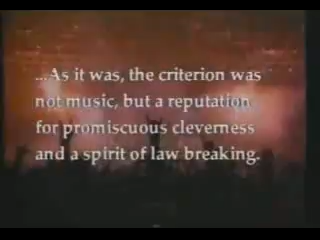 ...As it was, the criterion was
not music, but a reputation
for promiscuous cleverness
and a spirit of law breaking.